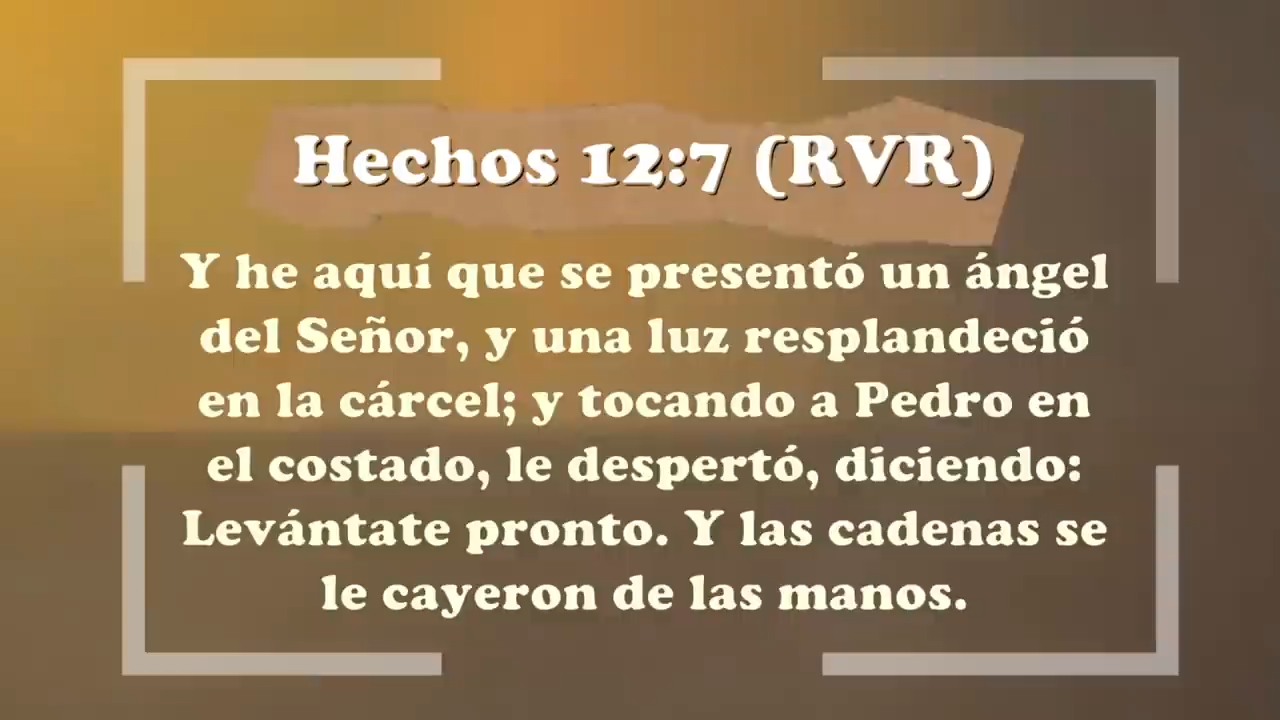 Hechos 12:7 (RVR)
Y he aquí que se presentó un ángel
del Señor, y una luz resplandeció
en la cárcel; y tocando a Pedro en
el costado, le despertó, diciendo:
Levántate pronto. Y las cadenas se
le cayeron de las manos.